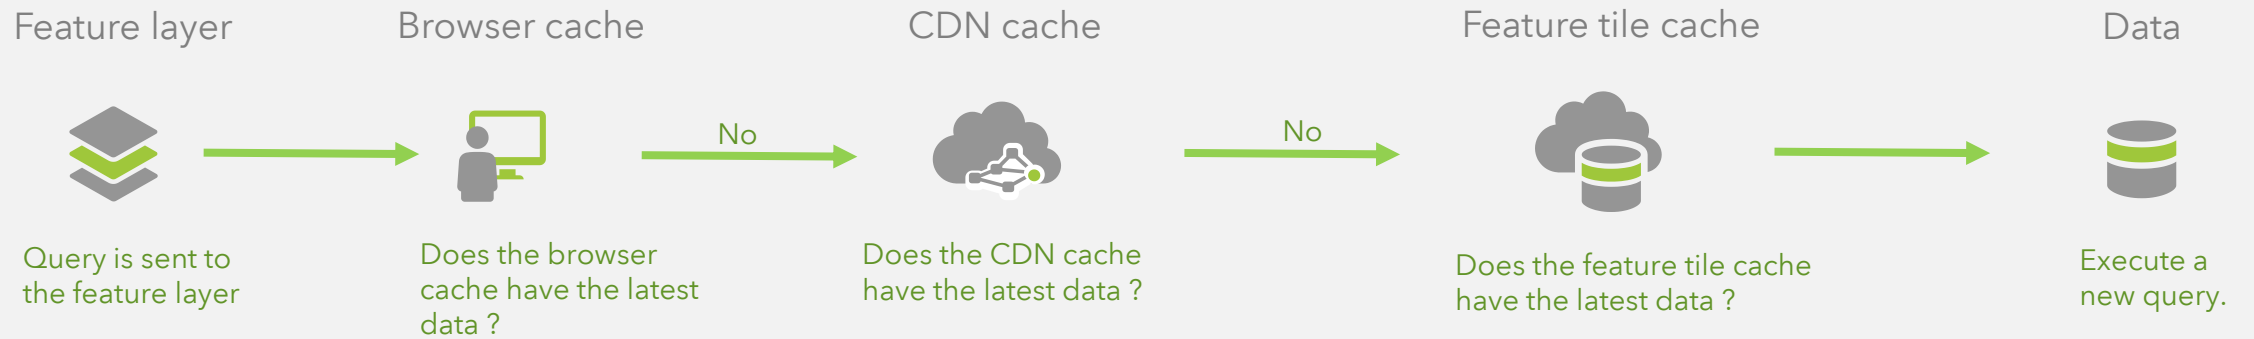 Feature layer
Browser cache
CDN cache
Feature tile cache
Data
No
No
Query is sent to
the feature layer
Does the browser
cache have the latest
data ?
Does the CDN cache
have the latest data ?
Does the feature tile cache
have the latest data ?
Execute a
new query.